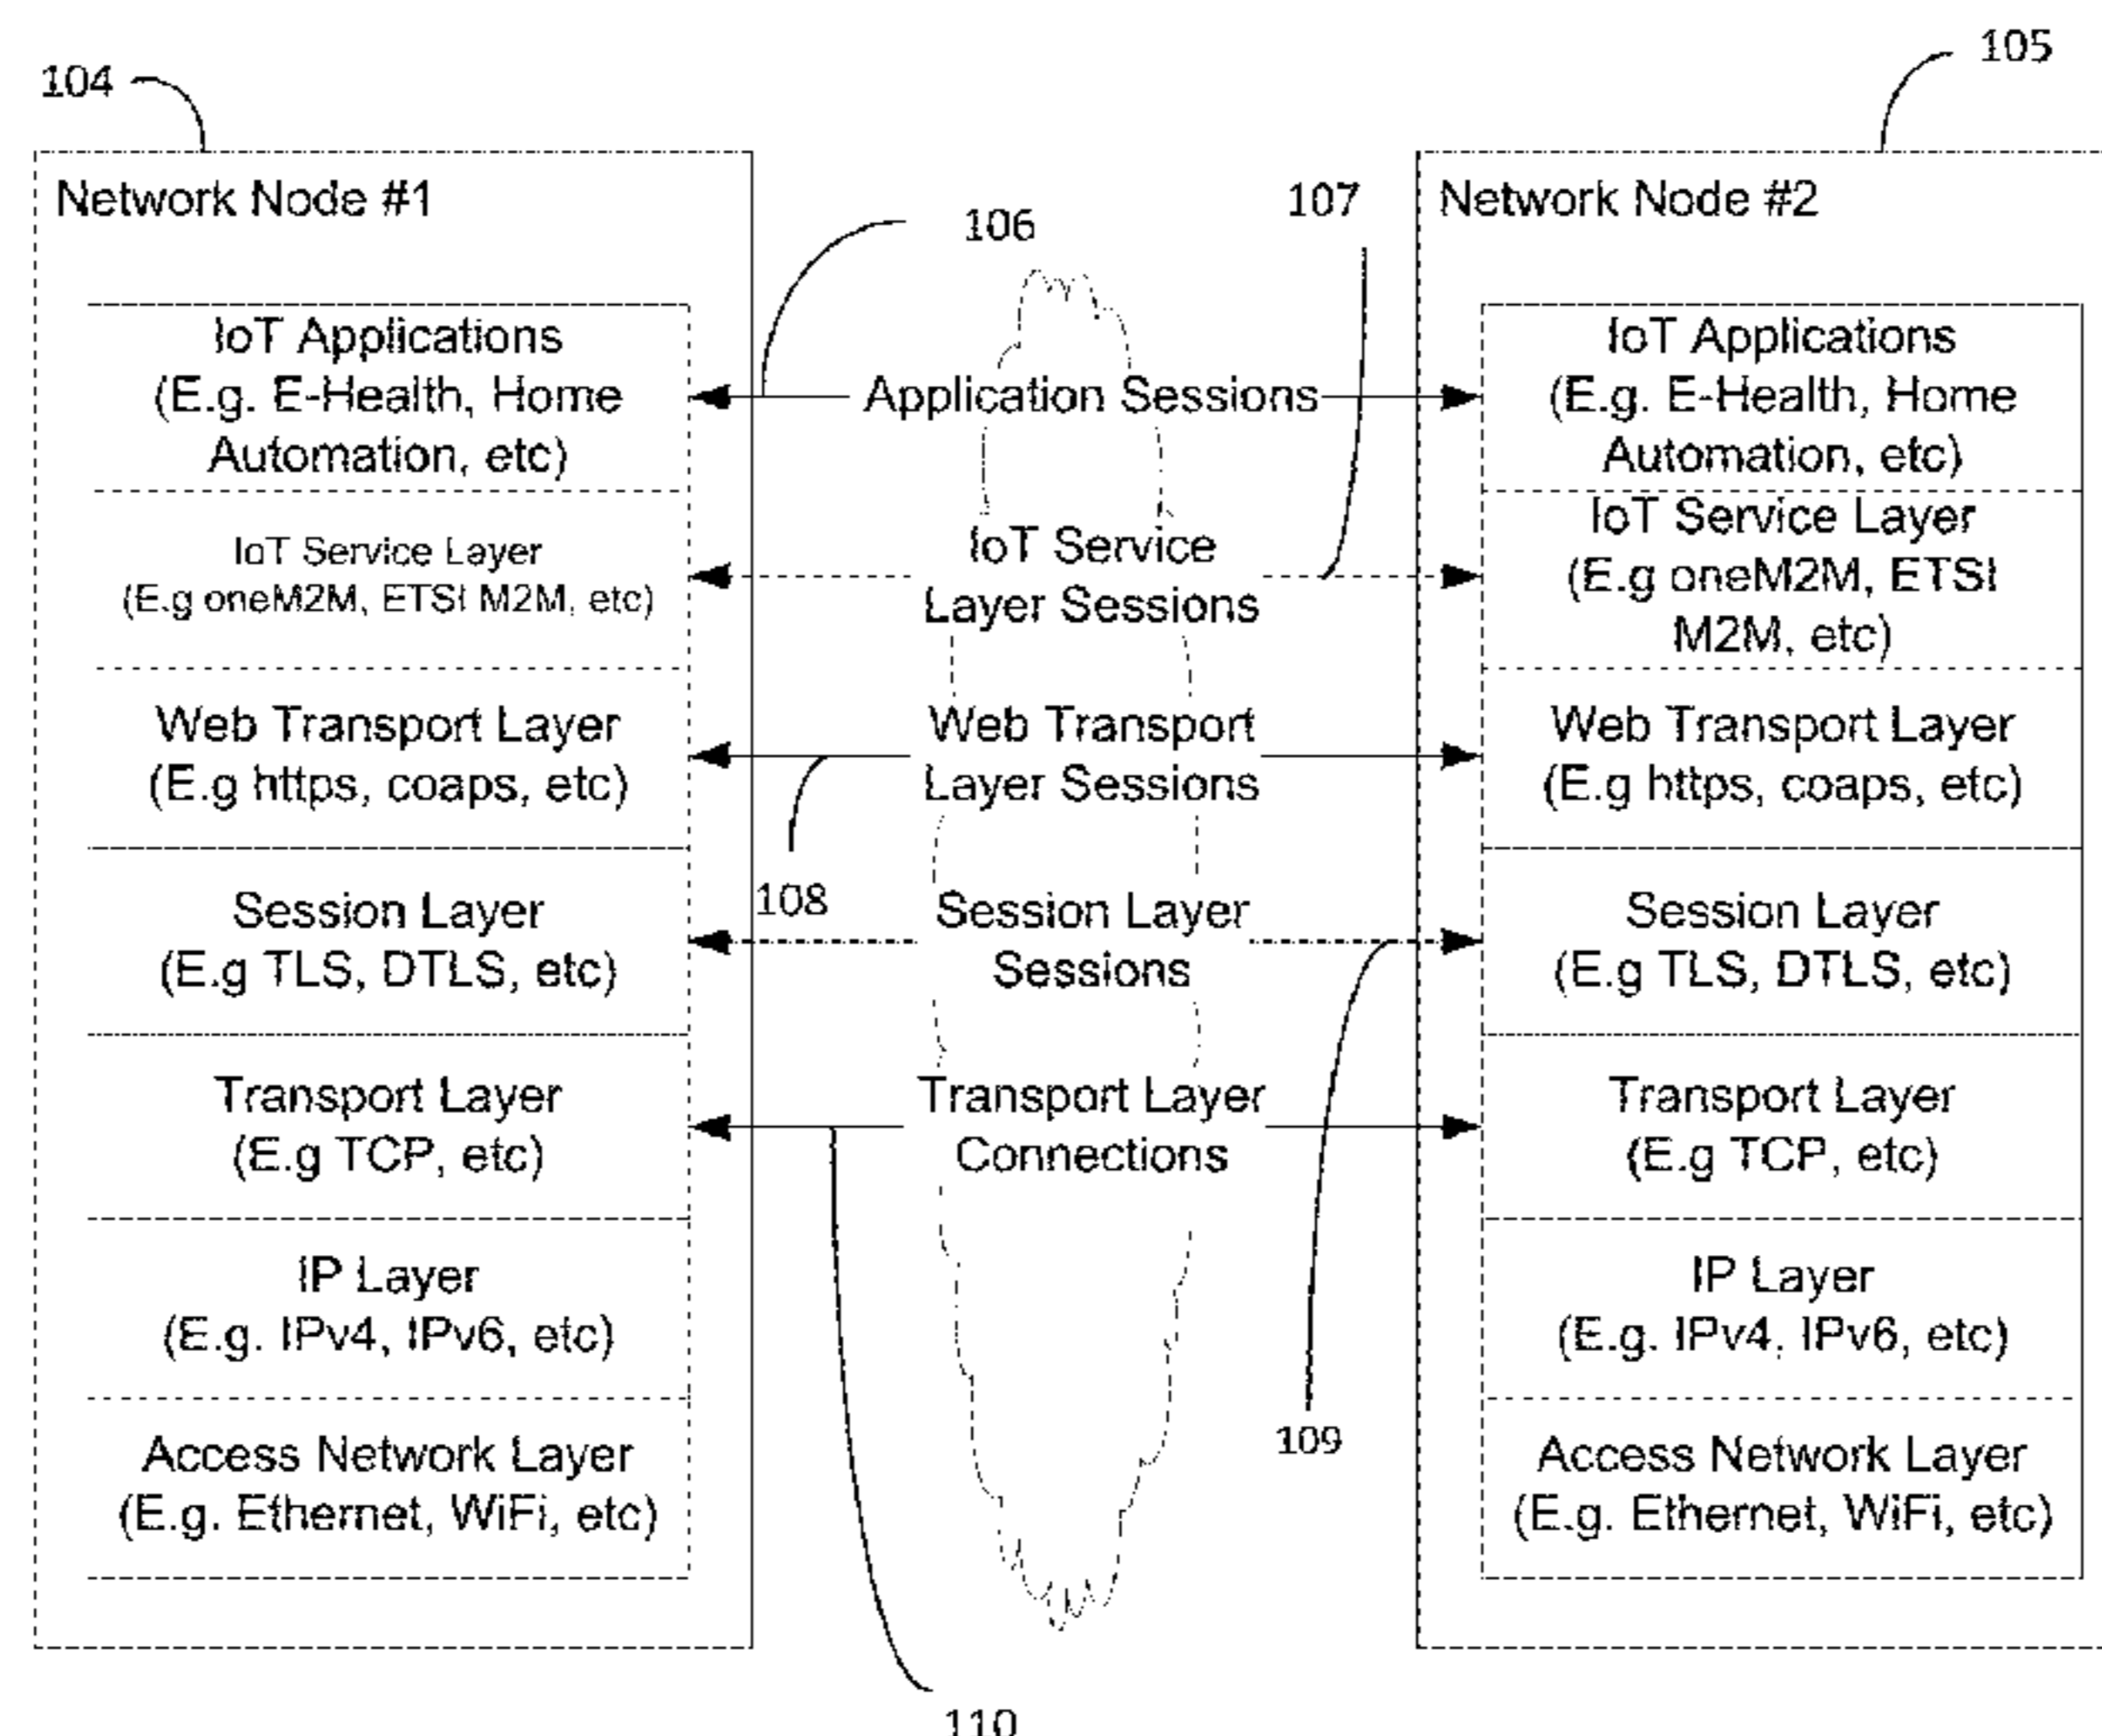 104
105
Network Node #1
106
107
Network Node #2
IoT Applications
(E.g. E-Health, Home
Automation, etc)
Application Sessions
IoT Applications
(E.g. E-Health, Home
Automation, etc)
IoT Service Layer
(E.g oneM2M, ETSI M2M, etc)
IoT Service
Layer Sessions
IoT Service Layer
(E.g oneM2M, ETSI
M2M, etc)
Web Transport Layer
(E.g https, coaps, etc)
Web Transport
Layer Sessions
Web Transport Layer
(E.g https, coaps, etc)
108
Session Layer
(E.g TLS, DTLS, etc)
Session Layer
Sessions
Session Layer
(E.g TLS, DTLS, etc)
Transport Layer
(E.g TCP, etc)
Transport Layer
Connections
Transport Layer
(E.g TCP, etc)
IP Layer
(E.g. IPv4, IPv6, etc)
IP Layer
(E.g. IPv4, IPv6, etc)
109
Access Network Layer
(E.g. Ethernet, WiFi, etc)
Access Network Layer
(E.g. Ethernet, WiFi, etc)
110